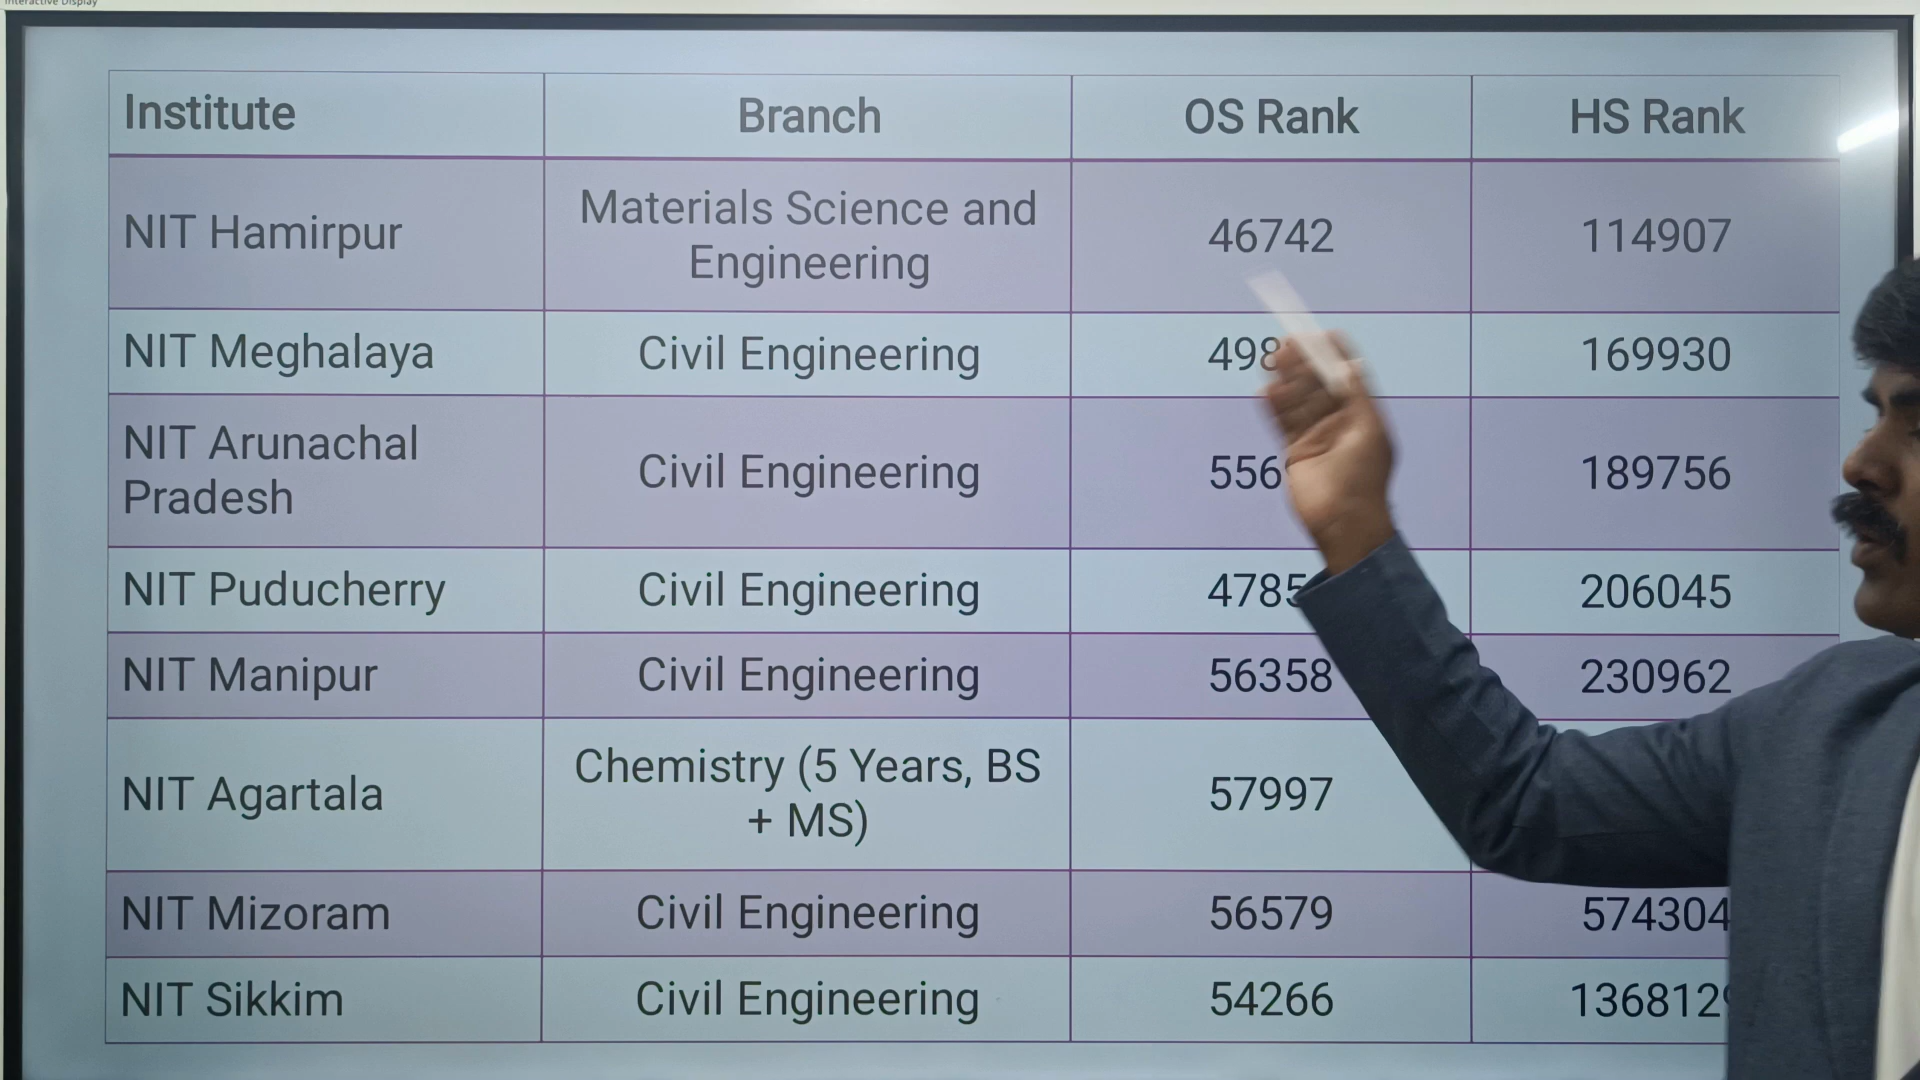 Interactive Display
Institute Branch OS Rank HS Rank
NIT Hamirpur Materials Science and Engineering 46742 114907
NIT Meghalaya Civil Engineering 169930
NIT Arunachal Pradesh Civil Engineering 189756
NIT Puducherry Civil Engineering 206045
NIT Manipur Civil Engineering 56358 230962
NIT Agartala Chemistry (5 Years, BS + MS) 57997
NIT Mizoram Civil Engineering 56579 574304
NIT Sikkim Civil Engineering 54266